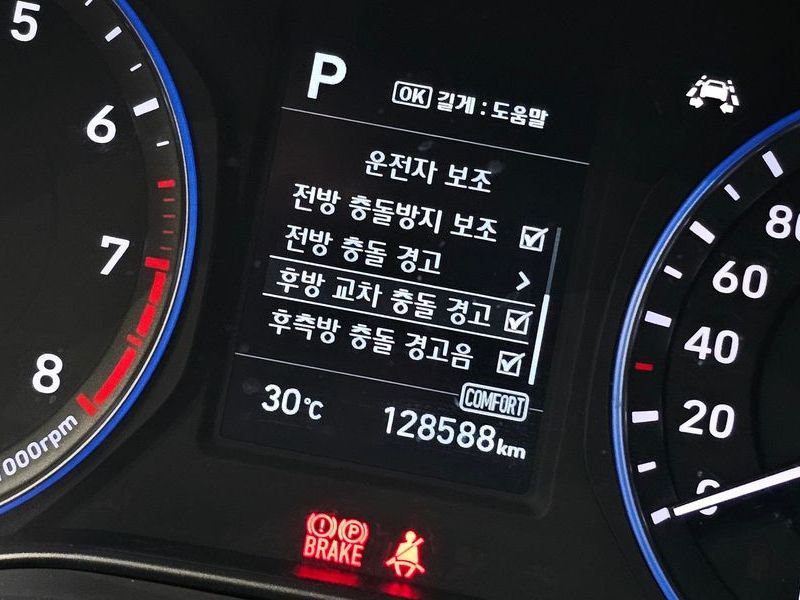 5
6
7
8
1000rpm
P
OK 길게 : 도움말
운전자 보조
전방 충돌방지 보조
전방 충돌 경고
후방 교차 충돌 경고
후측방 충돌 경고음
COMFORT
30℃
128588km
BRAKE
80
60
40
20
0